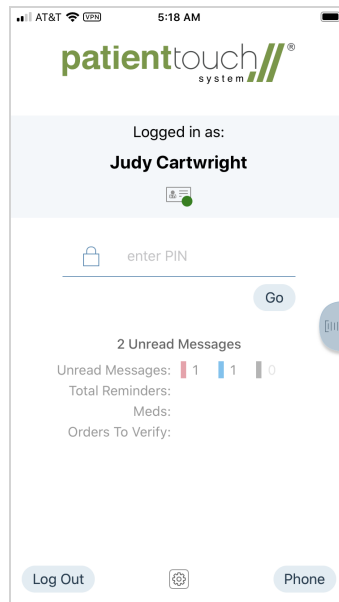 AT&T VPN 5:18 AM
patienttouch®
system
Logged in as:
Judy Cartwright
enter PIN
Go
2 Unread Messages
Unread Messages: 1 1 0
Total Reminders:
Meds:
Orders To Verify:
Log Out Phone